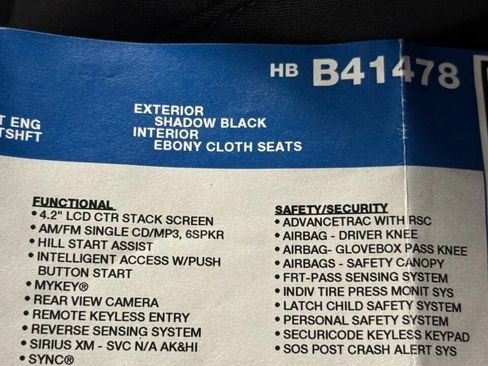 HB B41478
T ENG
TSHFT
EXTERIOR
SHADOW BLACK
INTERIOR
EBONY CLOTH SEATS
FUNCTIONAL
• 4.2" LCD CTR STACK SCREEN
• AM/FM SINGLE CD/MP3, 6SPKR
• HILL START ASSIST
• INTELLIGENT ACCESS W/PUSH
BUTTON START
• MYKEY®
• REAR VIEW CAMERA
• REMOTE KEYLESS ENTRY
• REVERSE SENSING SYSTEM
• SIRIUS XM - SVC N/A AK&HI
• SYNC®
SAFETY/SECURITY
• ADVANCETRAC WITH RSC
• AIRBAG - DRIVER KNEE
• AIRBAG- GLOVEBOX PASS KNEE
• AIRBAGS - SAFETY CANOPY
• FRT-PASS SENSING SYSTEM
• INDIV TIRE PRESS MONIT SYS
• LATCH CHILD SAFETY SYSTEM
• PERSONAL SAFETY SYSTEM
• SECURICODE KEYLESS KEYPAD
• SOS POST CRASH ALERT SYS